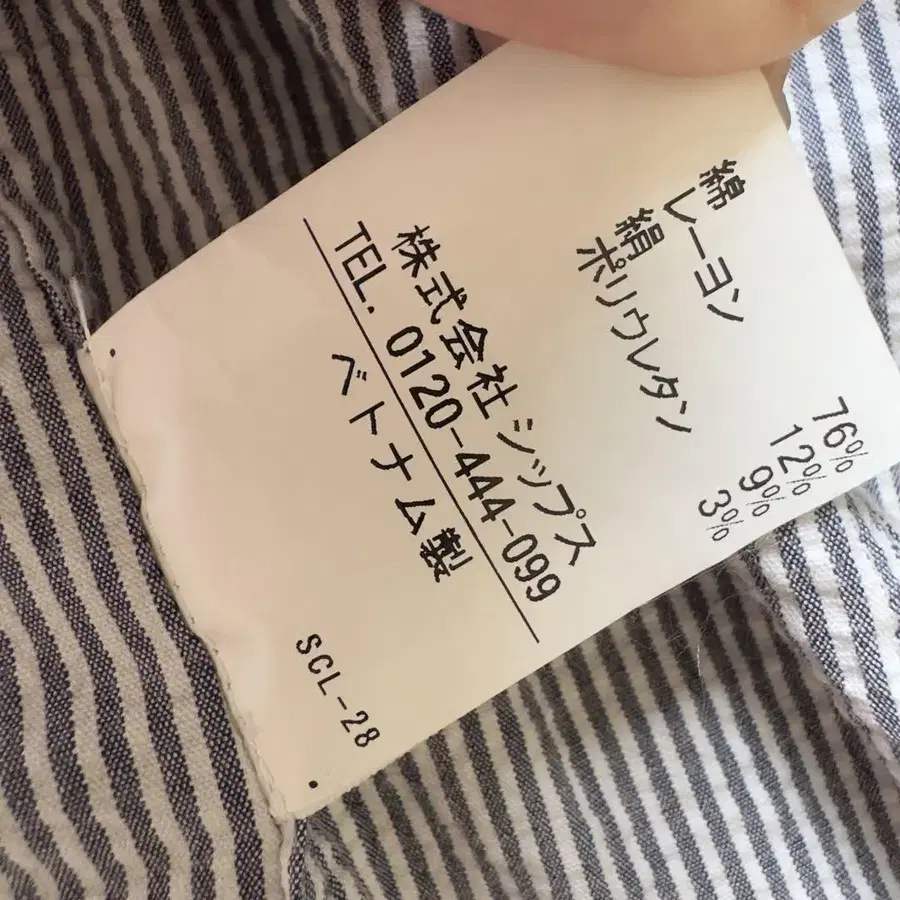 綿 76%
レーヨン 12%
絹 9%
ポリウレタン 3%
株式会社シップス
TEL. 0120-444-099
ベトナム製
SCL-28